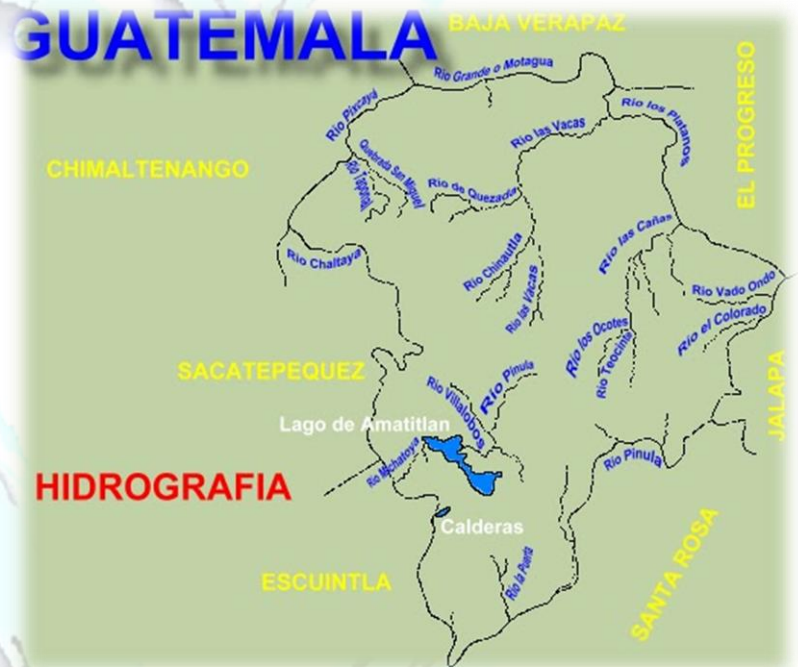 GUATEMALA
BAJA VERAPAZ
Rio Grande o Motagua
Rio Pixcayá
Rio los Platanos
EL PROGRESO
Rio las Vacas
CHIMALTENANGO
Quebrada San Miguel
Rio de Quezada
Rio las Cañas
Rio Chinautla
Rio Chaltaya
Rio las Vacas
Rio Vado Ondo
Rio el Colorado
Rio los Ocotes
Rio Teocinte
SACATEPEQUEZ
Rio Pinula
Rio Villalobos
JALAPA
Lago de Amatitlan
Rio Michatoya
Rio Pinula
HIDROGRAFIA
Calderas
SANTA ROSA
ESCUINTLA
Rio la Puerta